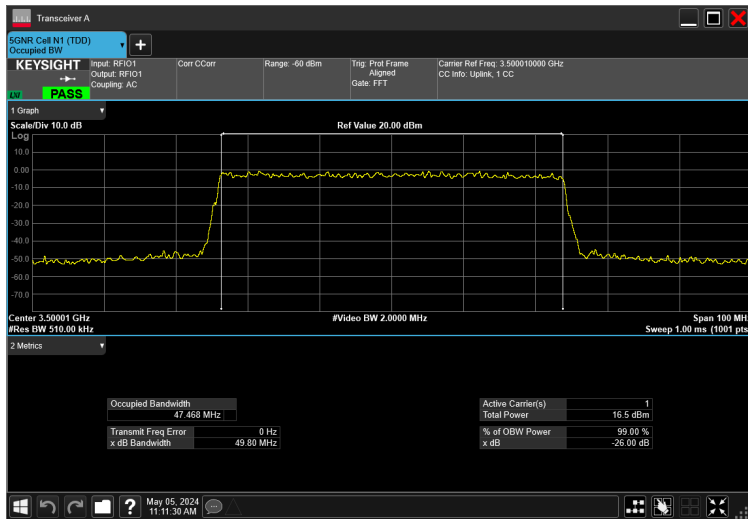 Transceiver A
5GNR Cell N1 (TDD)
Occupied BW
KEYSIGHT
LXI
PASS
Input: RFIO1
Output: RFIO1
Coupling: AC
Corr CCorr
Range: -60 dBm
Trig: Prot Frame
Aligned
Gate: FFT
Carrier Ref Freq: 3.500010000 GHz
CC Info: Uplink, 1 CC
1 Graph
Scale/Div 10.0 dB
Ref Value 20.00 dBm
Log
10.0
0.00
-10.0
-20.0
-30.0
-40.0
-50.0
-60.0
-70.0
Center 3.50001 GHz
#Video BW 2.0000 MHz
Span 100 MH
#Res BW 510.00 kHz
Sweep 1.00 ms (1001 pts
2 Metrics
Occupied Bandwidth
47.468 MHz
Transmit Freq Error 0 Hz
x dB Bandwidth 49.80 MHz
Active Carrier(s) 1
Total Power 16.5 dBm
% of OBW Power 99.00 %
x dB -26.00 dB
?
May 05, 2024
11:11:30 AM